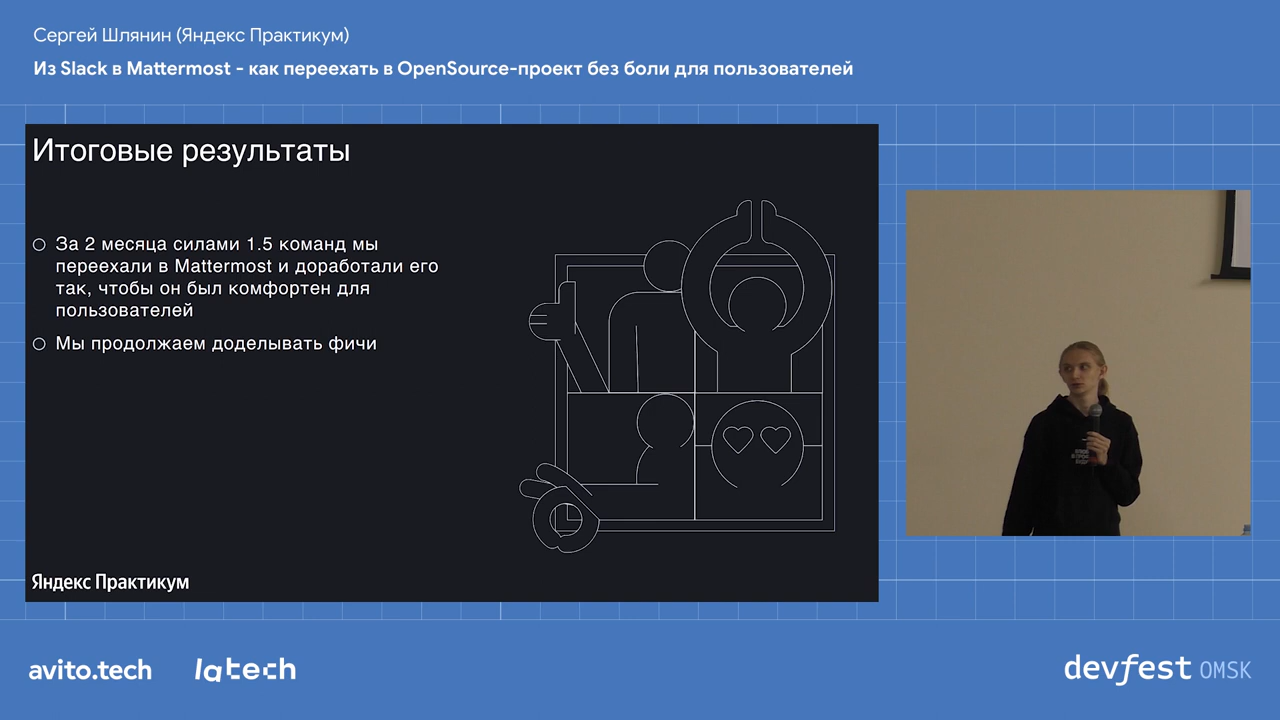 Сергей Шлянин (Яндекс Практикум)
Из Slack в Mattermost - как переехать в OpenSource-проект без боли для пользователей
Итоговые результаты
За 2 месяца силами 1.5 команд мы
переехали в Mattermost и доработали его
так, чтобы он был комфортен для
пользователей
Мы продолжаем доделывать фичи
Яндекс Практикум
avito.tech
latech
devfest OMSK